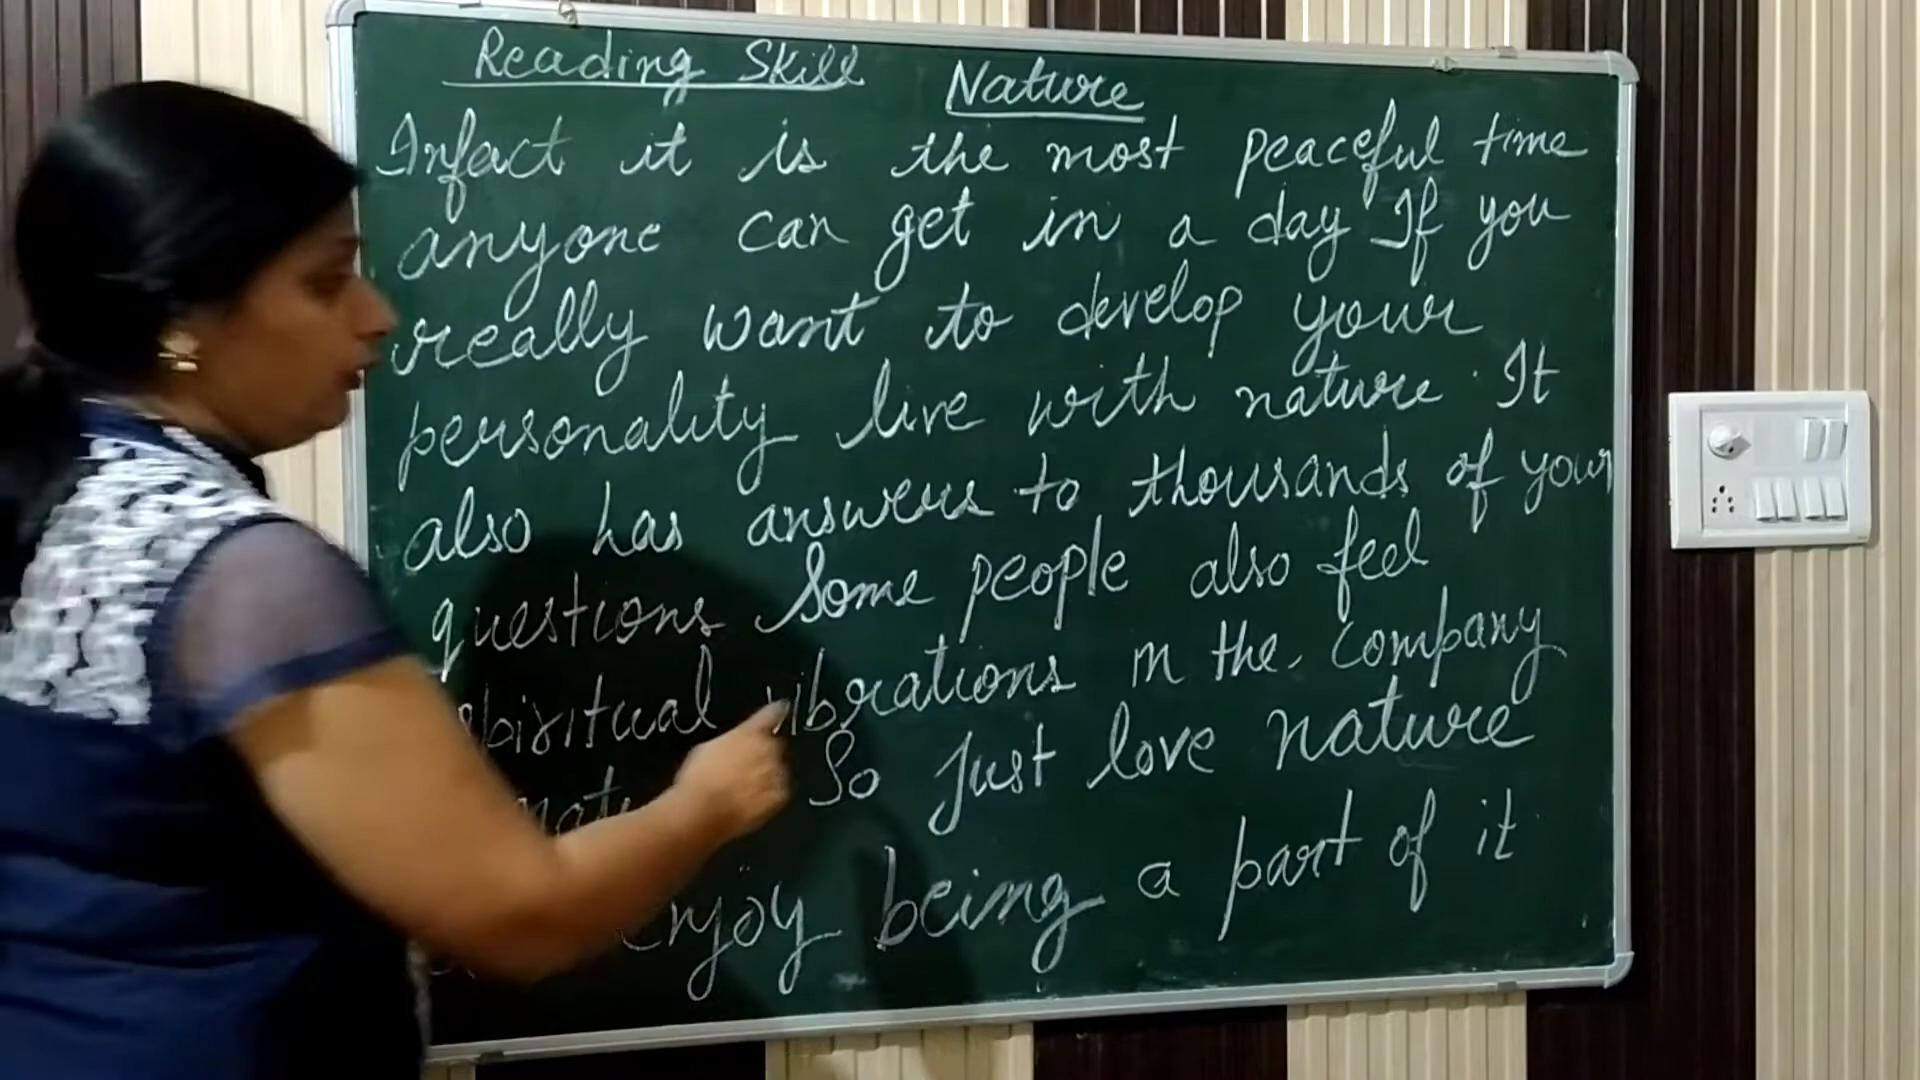 Reading Skill
Nature
Infact it is the most peaceful time
anyone can get in a day If you
really want to develop your
personality live with nature . It
also has answers to thousands of your
questions Some people also feel
spiritual vibrations in the company
So just love nature
enjoy being a part of it